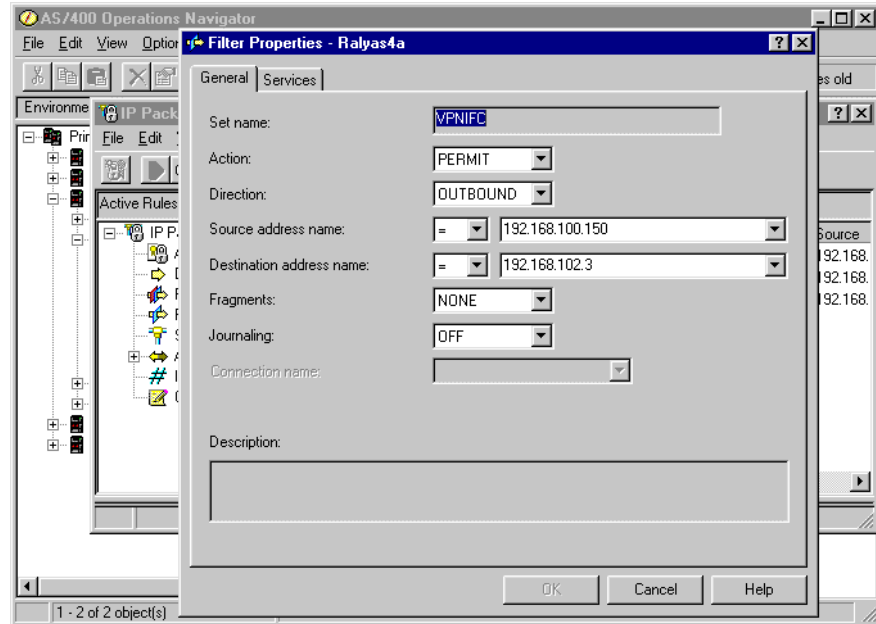 AS/400 Operations Navigator
File Edit View Option
Filter Properties - Ralyas4a
General Services
es old
Environme
IP Pack
Prir
File Edit
Active Rules
IP P
Source
192.168.
192.168.
192.168.
Set name: VPNIFC
Action: PERMIT
Direction: OUTBOUND
Source address name: = 192.168.100.150
Destination address name: = 192.168.102.3
Fragments: NONE
Journaling: OFF
Connection name:
Description:
OK Cancel Help
1 - 2 of 2 object(s)